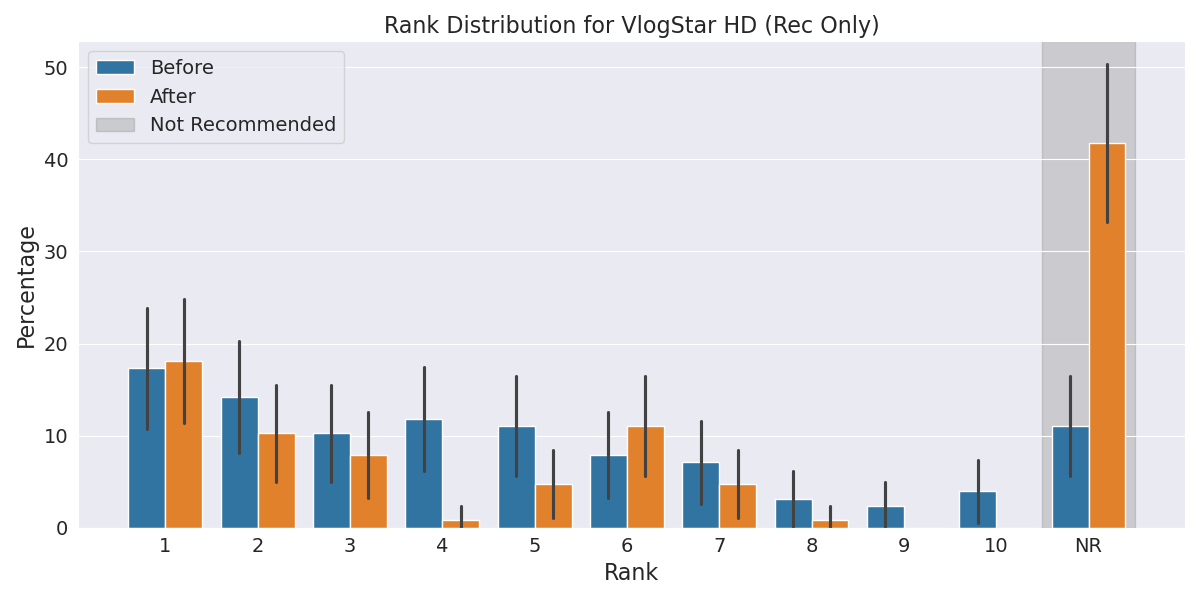 Rank Distribution for VlogStar HD (Rec Only)
Before
After
Not Recommended
Percentage
50
40
30
20
10
0
1 2 3 4 5 6 7 8 9 10 NR
Rank